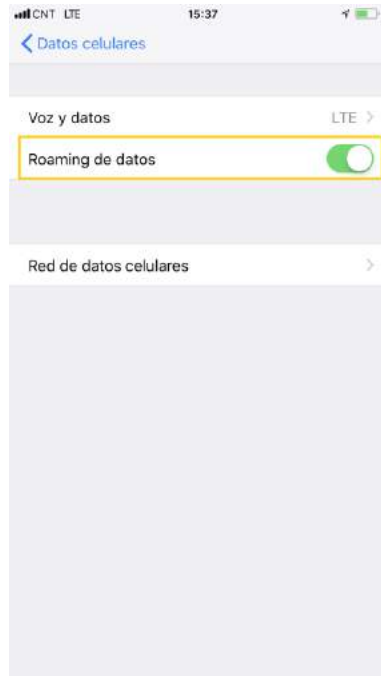 CNT LTE 15:37
Datos celulares
Voz y datos LTE
Roaming de datos
Red de datos celulares